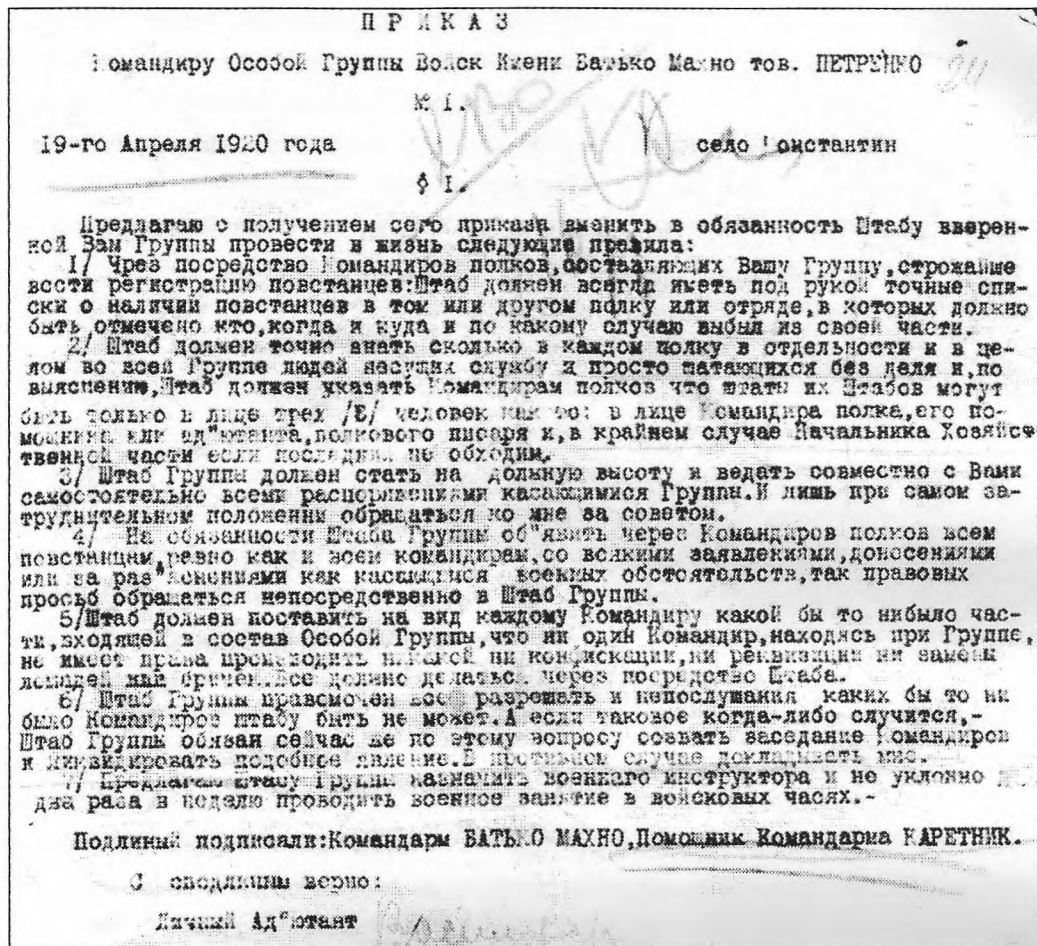 ПРИКАЗ
Командиру Особой Группы Войск Имени Батько Махно тов. ПЕТРЕНКО
№ I.
19-го Апреля 1920 года село Константин
§ I.
Предлагаю с получением сего приказа вменить в обязанность Штабу вверен-
ной Вам Группы провести в жизнь следующие правила:
1/ Чрез посредство Командиров полков,составляющих Вашу Группу,строжайше
вести регистрацию повстанцев:Штаб должен всегда иметь под рукой точные спи-
ски о наличии повстанцев в том или другом полку или отряде,в которых должно
быть отмечено кто,когда и куда и по какому случаю выбыл из своей части.
2/ Штаб должен точно знать сколько в каждом полку в отдельности и в це-
лом во всей Группе людей несущих службу и просто шатающихся без дела и,по
выяснению,Штаб должен указать Командирам полков что штаты их Штабов могут
быть только в лице трех /3/ человек как то: в лице Командира полка,его по-
мощника или ад"ютанта,полкового писаря и,в крайнем случае Начальника Хозяйст
твенной части если последний не обходим.
3/ Штаб Группы должен стать на должную высоту и ведать совместно с Вами
самостоятельно всеми распоряжениями касающимися Группы.И лишь при самом за-
труднительном положении обращаться ко мне за советом.
4/ На обязанности Штаба Группы об"явить через Командиров полков всем
повстанцам,равно как и всем командирам,со всякими заявлениями,донесениями
или за раз"яснениями как касающимся военных обстоятельств,так правовых
просьб обращаться непосредственно в Штаб Группы.
5/Штаб должен поставить на вид каждому Командиру какой бы то нибыло час-
ти,входящей в состав Особой Группы,что ни один Командир,находясь при Группе,
не имеет права производить никакой ни конфискации,ни реквизиции ни замены
лошадей или бричек.Все должно делаться через посредство Штаба.
6/ Штаб Группы правомочен все разрешать и непослушания каких бы то ни
было Командиров штабу быть не может.А если таковое когда-либо случится,-
Штаб Группы обязан сейчас же по этому вопросу созвать заседание Командиров
и ликвидировать подобное явление.В противном случае докладывать мне.
7/ Предлагаю Штабу Группы назначить военнаго инструктора и не уклонно
два раза в неделю проводить военное занятие в войсковых часях.-
Подлиный подписали:Командарм БАТЬКО МАХНО,Помощник Командарма КАРЕТНИК.
С подлинным верно:
Личный Ад"ютант